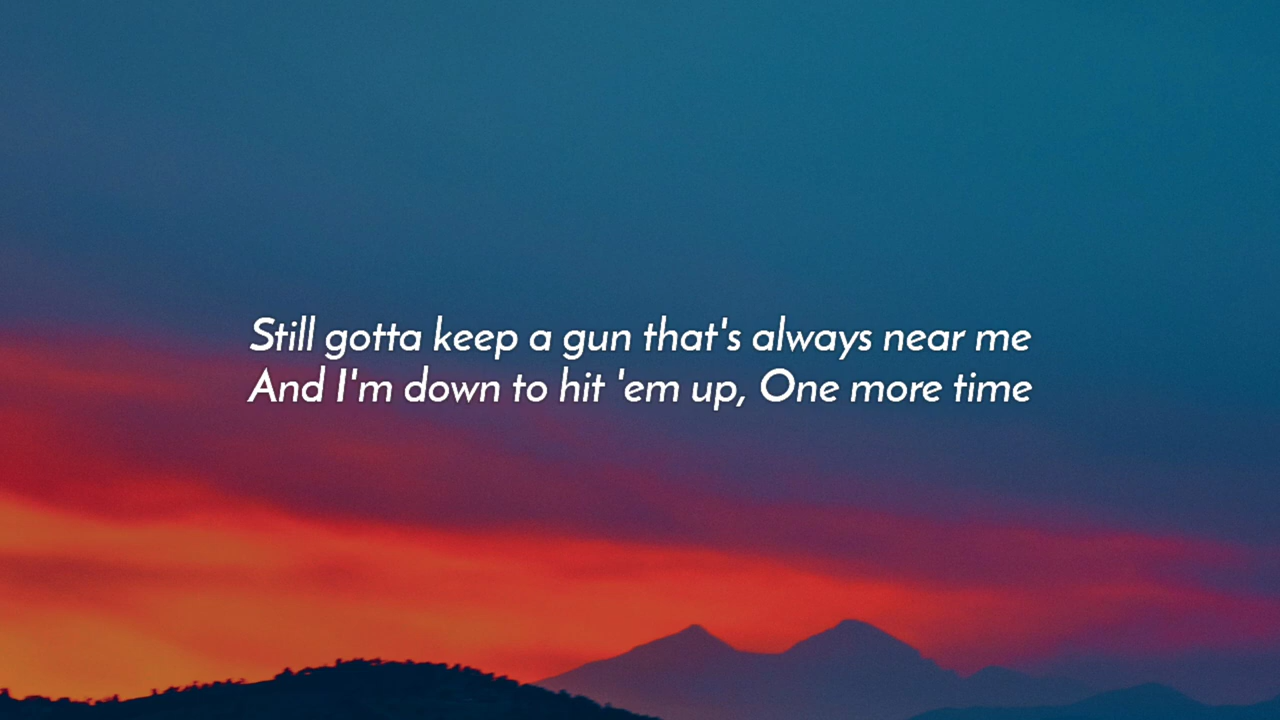 Still gotta keep a gun that's always near me
And I'm down to hit 'em up, One more time